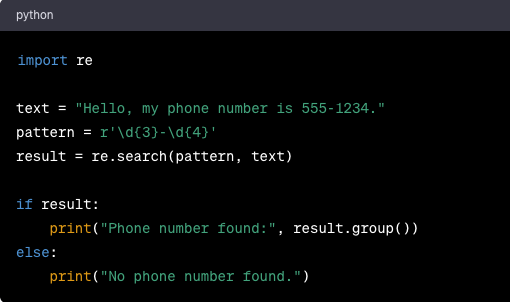 python
import re
text = "Hello, my phone number is 555-1234."
pattern = r'\d{3}-\d{4}'
result = re.search(pattern, text)
if result:
    print("Phone number found:", result.group())
else:
    print("No phone number found.")